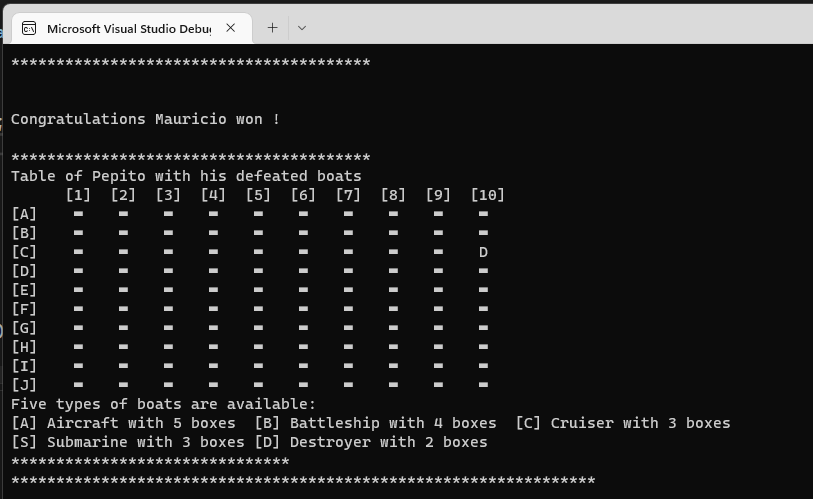 Microsoft Visual Studio Debug
****************************************
Congratulations Mauricio won !
****************************************
Table of Pepito with his defeated boats
[1] [2] [3] [4] [5] [6] [7] [8] [9] [10]
[A] = = = = = = = = = =
[B] = = = = = = = = = =
[C] = = = = = = = = = D
[D] = = = = = = = = = =
[E] = = = = = = = = = =
[F] = = = = = = = = = =
[G] = = = = = = = = = =
[H] = = = = = = = = = =
[I] = = = = = = = = = =
[J] = = = = = = = = = =
Five types of boats are available:
[A] Aircraft with 5 boxes [B] Battleship with 4 boxes [C] Cruiser with 3 boxes
[S] Submarine with 3 boxes [D] Destroyer with 2 boxes
*******************************
*****************************************************************